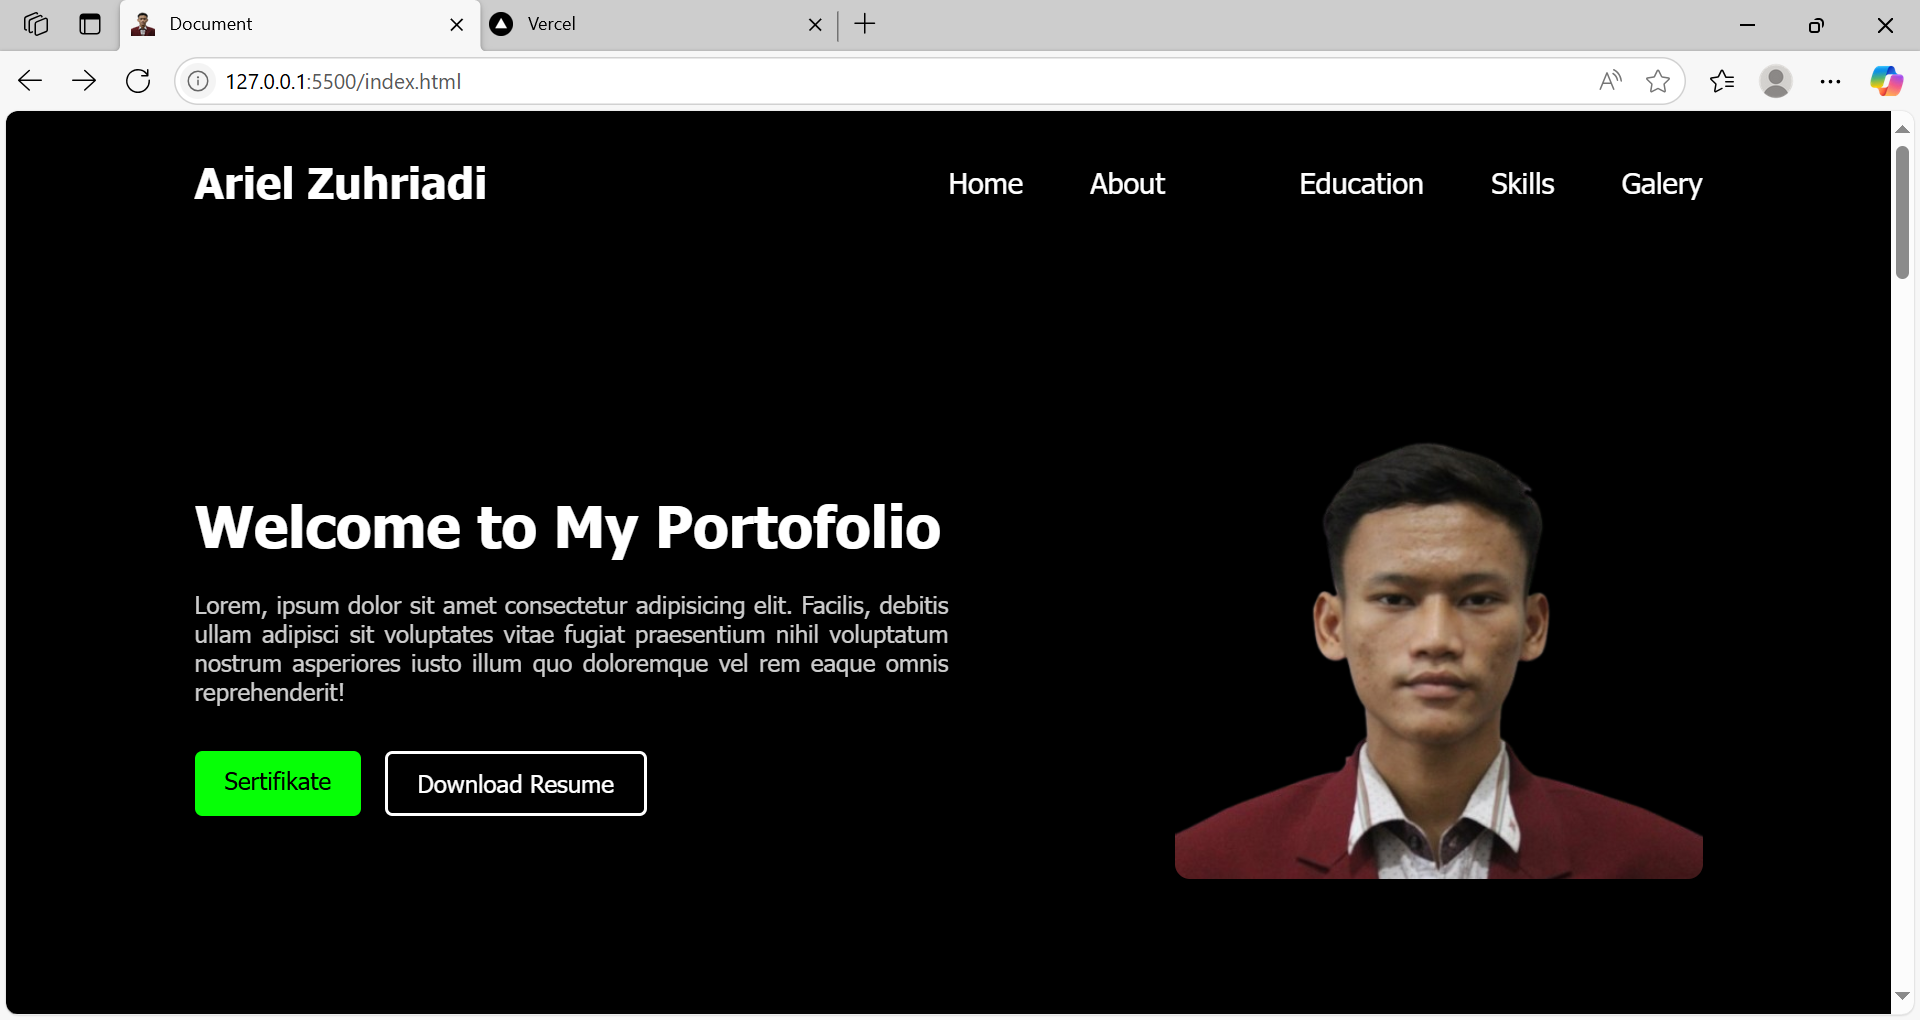 Document
Vercel
127.0.0.1:5500/index.html
Ariel Zuhriadi
Home About Education Skills Galery
Welcome to My Portofolio
Lorem, ipsum dolor sit amet consectetur adipisicing elit. Facilis, debitis
ullam adipisci sit voluptates vitae fugiat praesentium nihil voluptatum
nostrum asperiores iusto illum quo doloremque vel rem eaque omnis
reprehenderit!
Sertifikate
Download Resume